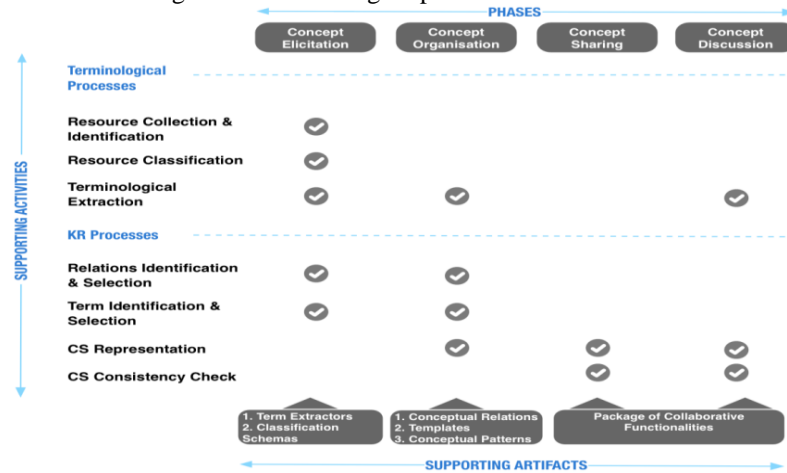 PHASES
Concept
Elicitation
Concept
Organisation
Concept
Sharing
Concept
Discussion
SUPPORTING ACTIVITIES
Terminological
Processes
Resource Collection &
Identification
Resource Classification
Terminological
Extraction
KR Processes
Relations Identification
& Selection
Term Identification &
Selection
CS Representation
CS Consistency Check
1. Term Extractors
2. Classification
Schemas
1. Conceptual Relations
2. Templates
3. Conceptual Patterns
Package of Collaborative
Functionalities
SUPPORTING ARTIFACTS